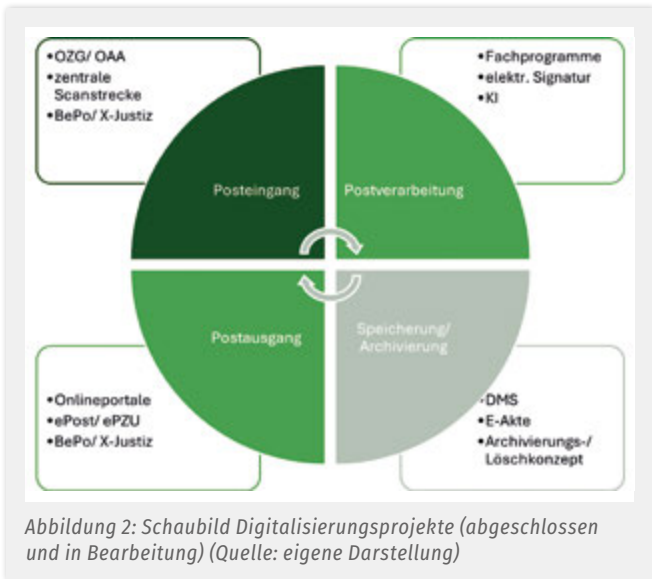 •OZG/ OAA
•zentrale
Scanstrecke
•BePo/ X-Justiz
•Fachprogramme
•elektr. Signatur
•KI
Posteingang
Postverarbeitung
Postausgang
Speicherung/
Archivierung
•Onlineportale
•ePost/ ePZU
•BePo/ X-Justiz
•DMS
•E-Akte
•Archivierungs-/
Löschkonzept
Abbildung 2: Schaubild Digitalisierungsprojekte (abgeschlossen
und in Bearbeitung) (Quelle: eigene Darstellung)